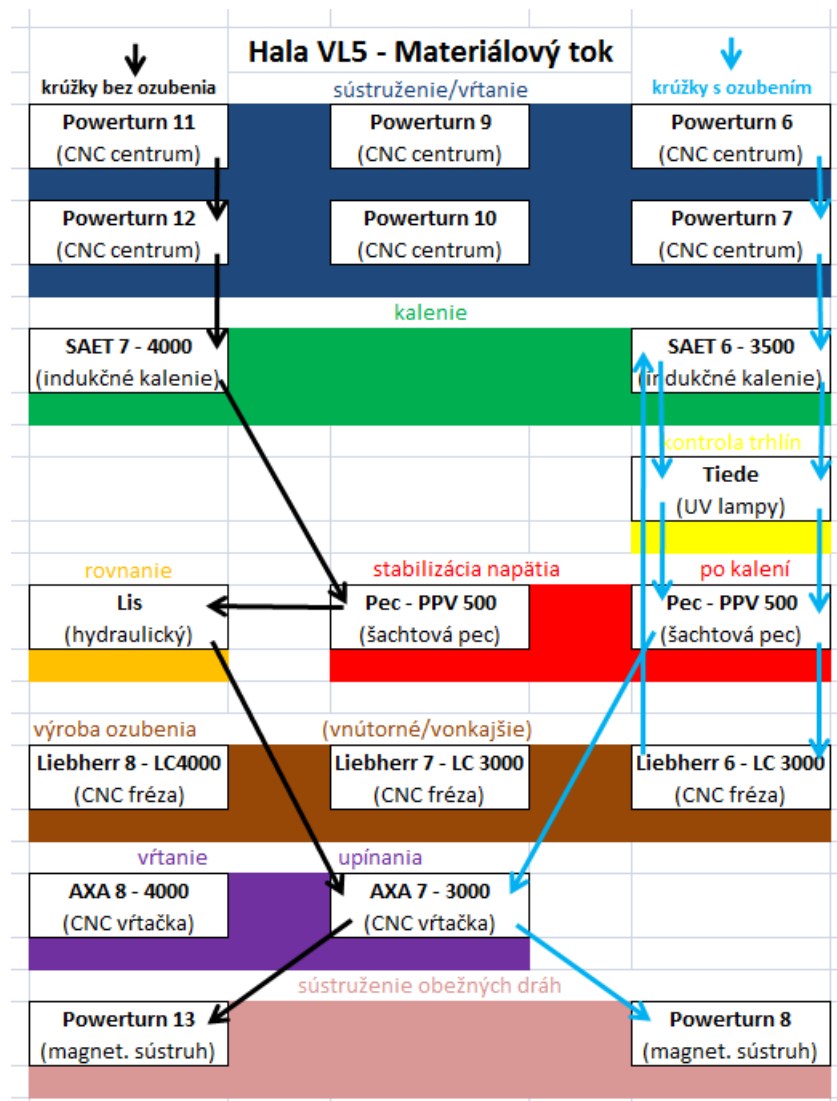 Hala VL5 - Materiálový tok
krúžky bez ozubenia
sústruženie/vŕtanie
krúžky s ozubením
Powerturn 11
(CNC centrum)
Powerturn 9
(CNC centrum)
Powerturn 6
(CNC centrum)
Powerturn 12
(CNC centrum)
Powerturn 10
(CNC centrum)
Powerturn 7
(CNC centrum)
kalenie
SAET 7 - 4000
(indukčné kalenie)
SAET 6 - 3500
(indukčné kalenie)
kontrola trhlín
Tiede
(UV lampy)
rovnanie
stabilizácia napätia
po kalení
Lis
(hydraulický)
Pec - PPV 500
(šachtová pec)
Pec - PPV 500
(šachtová pec)
výroba ozubenia
(vnútorné/vonkajšie)
Liebherr 8 - LC4000
(CNC fréza)
Liebherr 7 - LC 3000
(CNC fréza)
Liebherr 6 - LC 3000
(CNC fréza)
vŕtanie
upínania
AXA 8 - 4000
(CNC vŕtačka)
AXA 7 - 3000
(CNC vŕtačka)
sústruženie obežných dráh
Powerturn 13
(magnet. sústruh)
Powerturn 8
(magnet. sústruh)